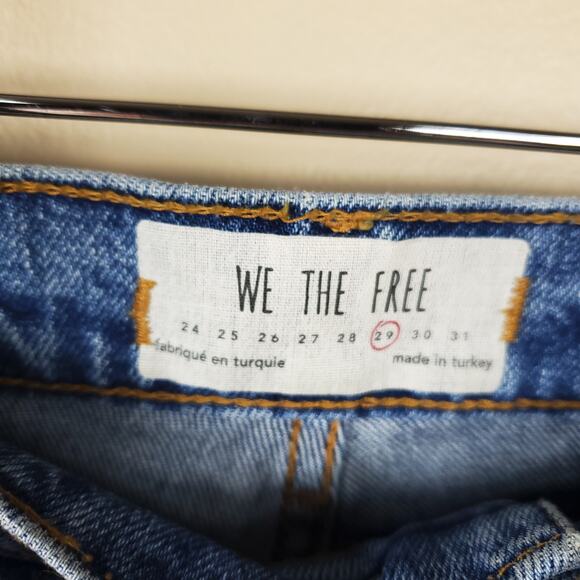 WE THE FREE
24 25 26 27 28 29 30 31
fabriqué en turquie made in turkey